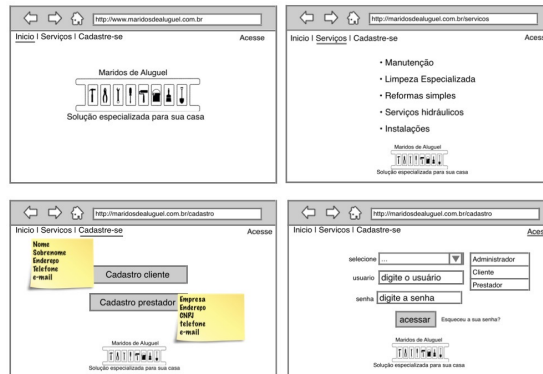 http://www.maridosdealuguel.com.br
Inicio | Serviços | Cadastre-se
Acesse
Maridos de Aluguel
Solução especializada para sua casa
http://maridosdealuguel.com.br/servicos
Inicio | Serviços | Cadastre-se
Acess
• Manutenção
• Limpeza Especializada
• Reformas simples
• Serviços hidráulicos
• Instalações
Maridos de Aluguel
Solução especializada para sua casa
http://maridosdealuguel.com.br/cadastro
Inicio | Servicos | Cadastre-se
Acesse
Nome
Sobrenome
Endereço
Telefone
e-mail
Cadastro cliente
Cadastro prestador
Empresa
Endereço
CNPJ
telefone
e-mail
Maridos de Aluguel
Solução especializada para sua casa
http://maridosdealuguel.com.br/cadastro
Inicio | Servicos | Cadastre-se
Aces
selecione ...
Administrador
Cliente
Prestador
usuario digite o usuário
senha digite a senha
acessar Esqueceu a sua senha?
Maridos de Aluguel
Solução especializada para sua casa